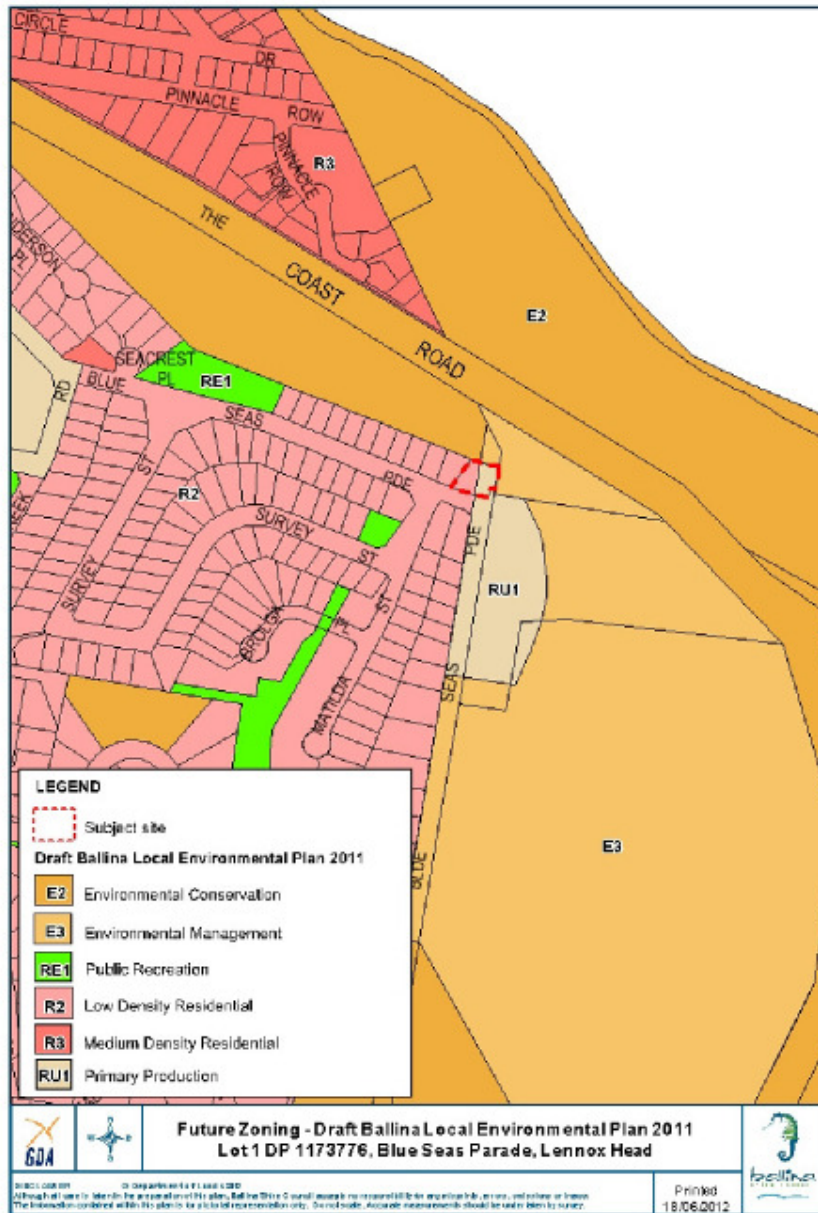 CIRCLE
DR
PINNACLE
ROW
PINNACLE
ROW
R3
THE
COAST
ROAD
E2
PL
SEACREST
PL
RE1
BLUE
RD
SEAS
PDE
ST
R2
SURVEY
ST
SURVEY
BROLGA
PL
ST
MATILDA
PDE
RU1
SEAS
E3
LEGEND
Subject site
Draft Ballina Local Environmental Plan 2011
E2 Environmental Conservation
E3 Environmental Management
RE1 Public Recreation
R2 Low Density Residential
R3 Medium Density Residential
RU1 Primary Production
GDA
Future Zoning - Draft Ballina Local Environmental Plan 2011
Lot 1 DP 1173776, Blue Seas Parade, Lennox Head
ballina
Printed
18/06/2012